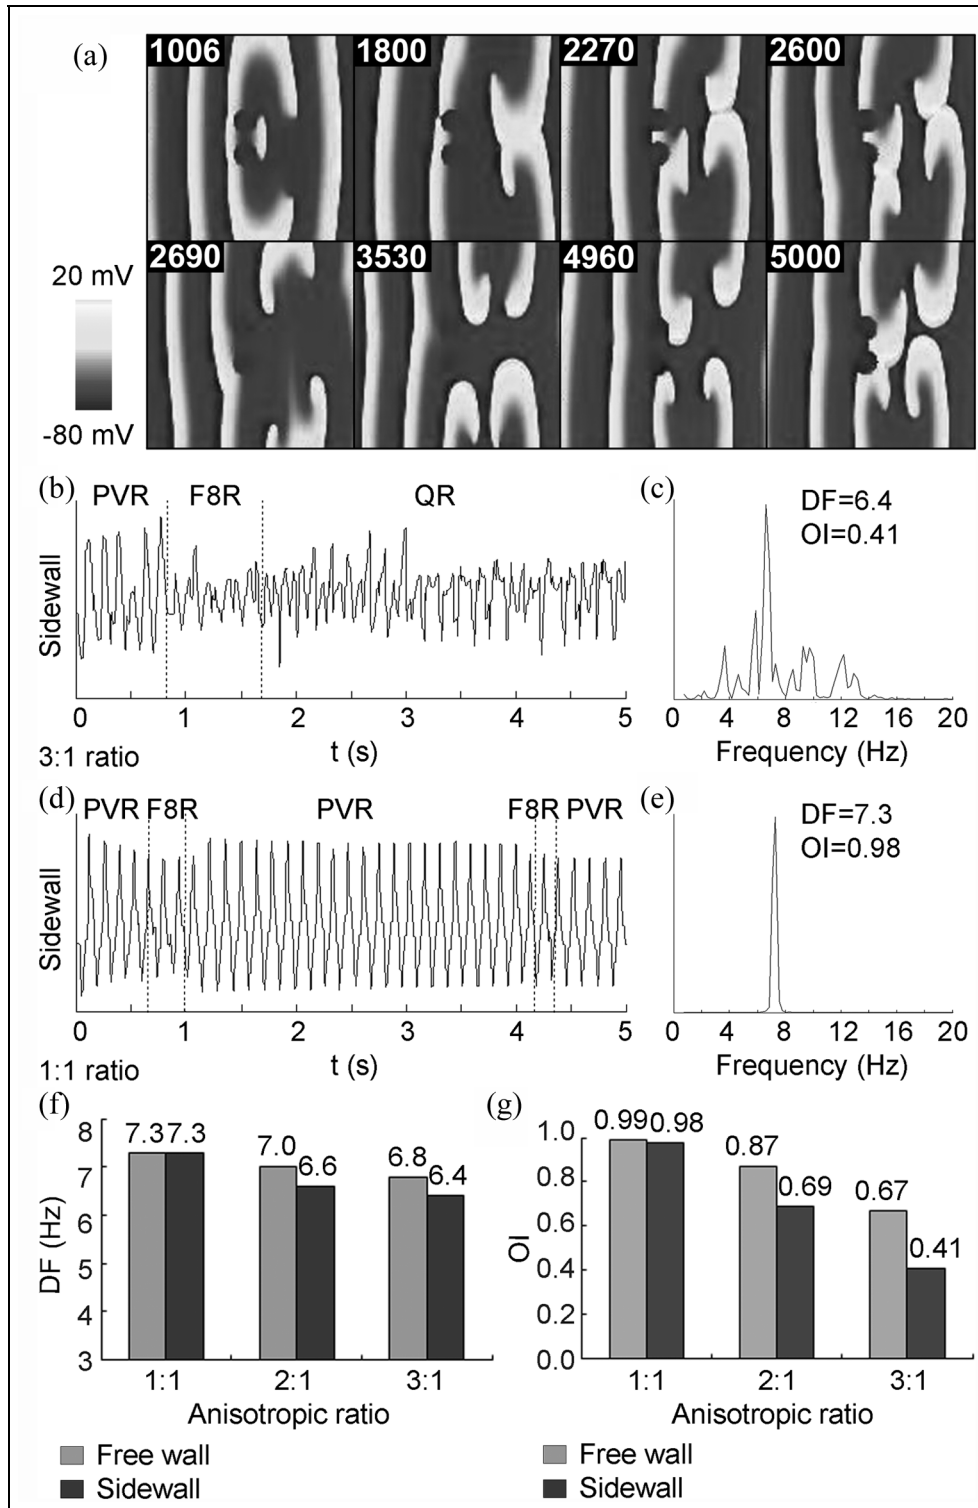 (a)
1006 1800 2270 2600
2690 3530 4960 5000
20 mV
-80 mV
(b) PVR F8R QR
Sidewall
0 1 2 3 4 5
3:1 ratio t (s)
(c)
DF=6.4
OI=0.41
0 4 8 12 16 20
Frequency (Hz)
(d) PVR F8R PVR F8R PVR
Sidewall
0 1 2 3 4 5
1:1 ratio t (s)
(e)
DF=7.3
OI=0.98
0 4 8 12 16 20
Frequency (Hz)
(f)
DF (Hz)
8
7
6
5
4
3
7.3 7.3 7.0 6.6 6.8 6.4
1:1 2:1 3:1
Anisotropic ratio
Free wall
Sidewall
(g)
OI
1.0
0.8
0.6
0.4
0.2
0.0
0.99 0.98 0.87 0.69 0.67 0.41
1:1 2:1 3:1
Anisotropic ratio
Free wall
Sidewall